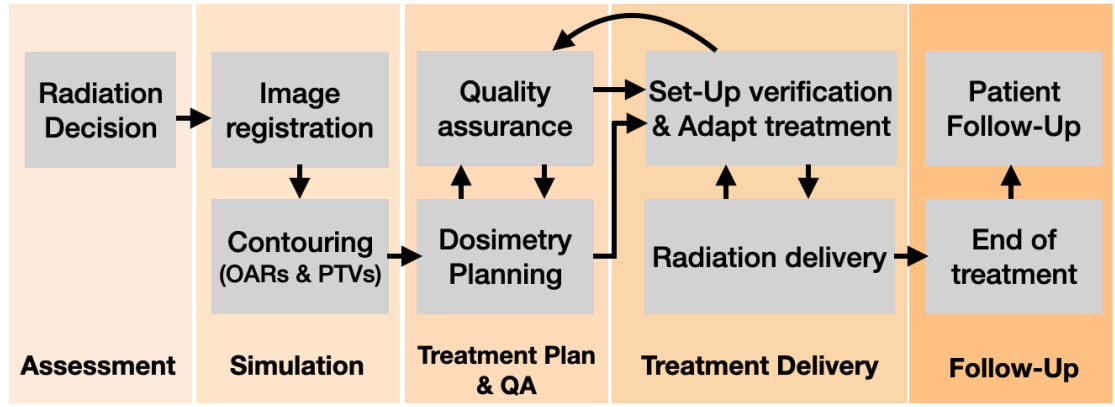 Radiation
Decision
Assessment
Image
registration
Contouring
(OARs & PTVs)
Simulation
Quality
assurance
Dosimetry
Planning
Treatment Plan
& QA
Set-Up verification
& Adapt treatment
Radiation delivery
Treatment Delivery
Patient
Follow-Up
End of
treatment
Follow-Up